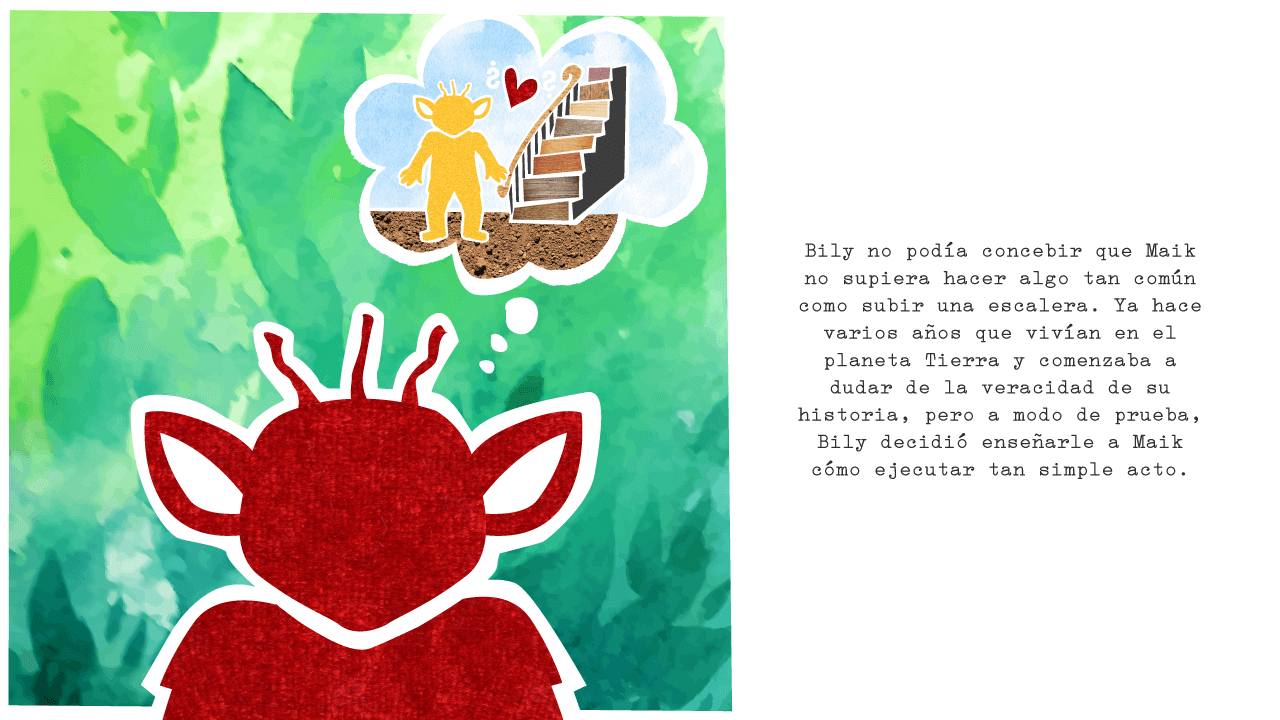 ¿ ?
Bily no podía concebir que Maik
no supiera hacer algo tan común
como subir una escalera. Ya hace
varios años que vivían en el
planeta Tierra y comenzaba a
dudar de la veracidad de su
historia, pero a modo de prueba,
Bily decidió enseñarle a Maik
cómo ejecutar tan simple acto.